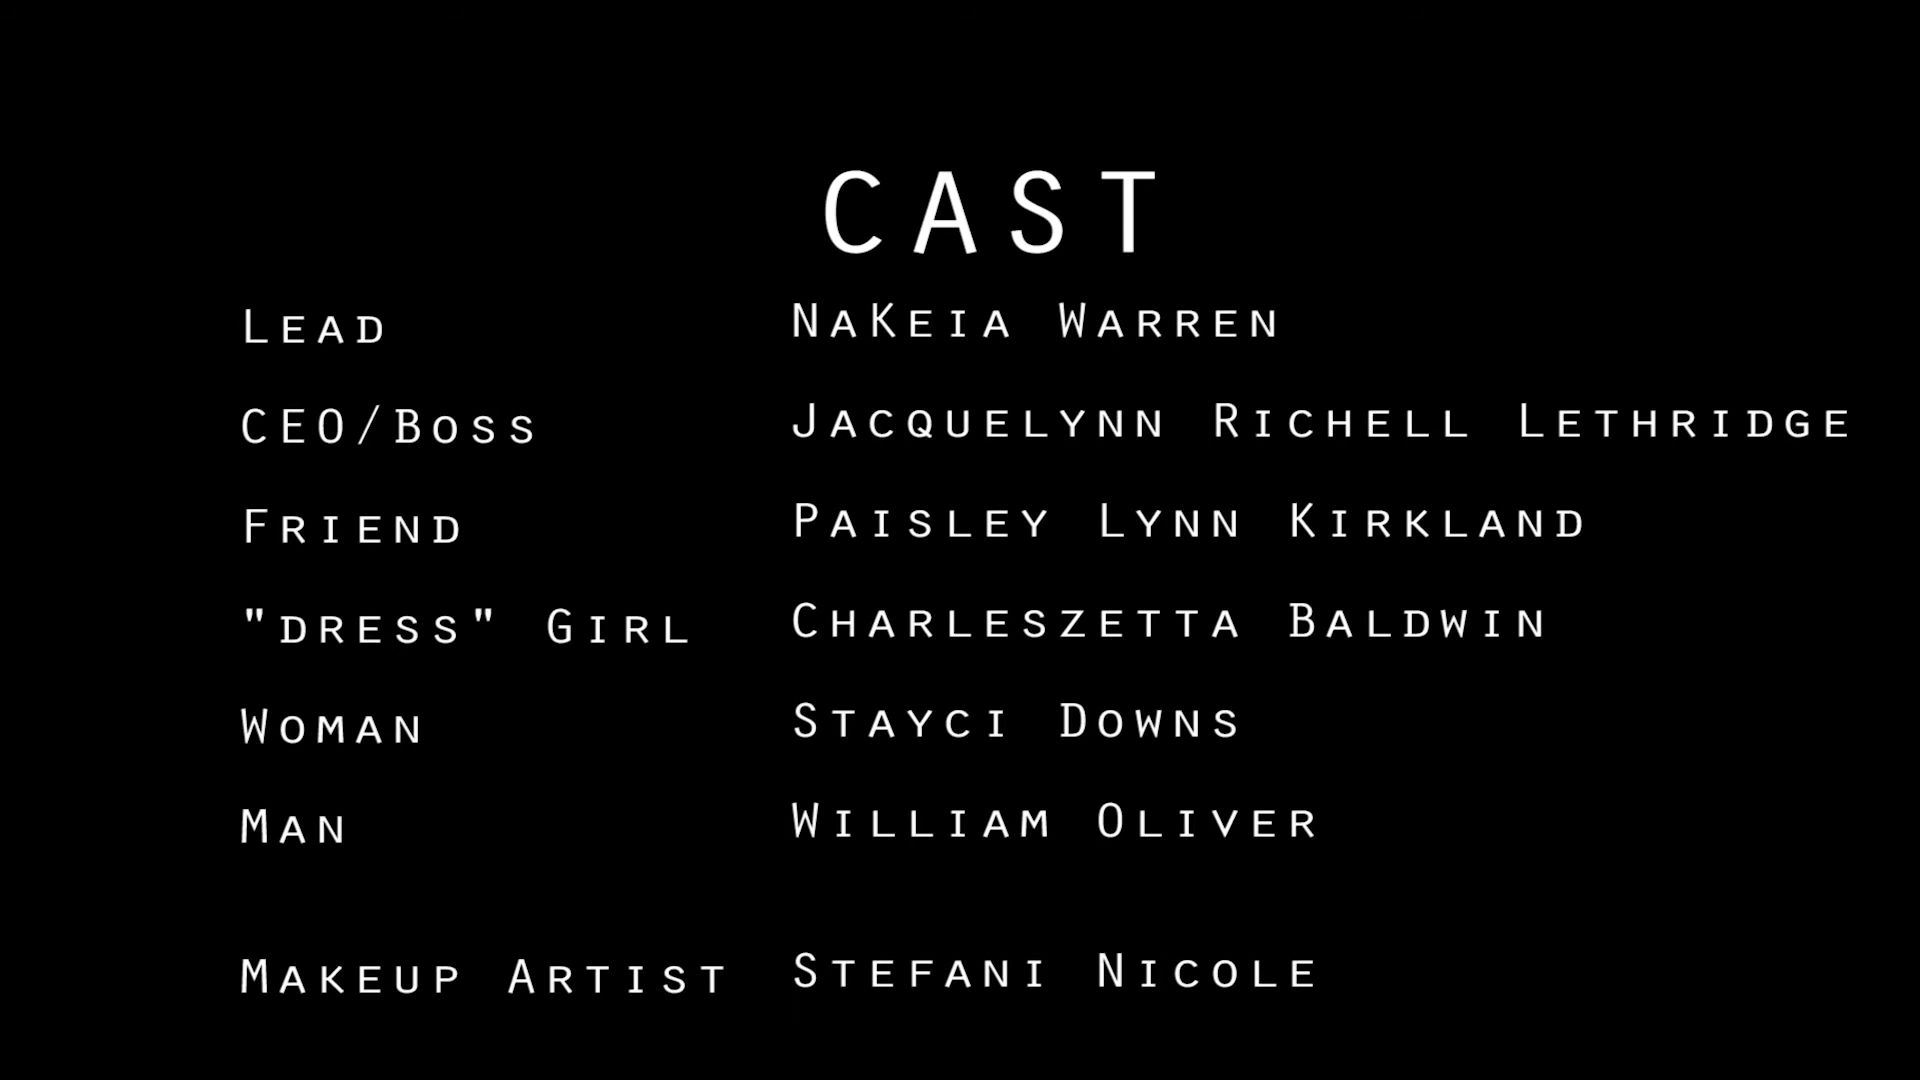 CAST
Lead NaKeia Warren
CEO/Boss Jacquelynn Richell Lethridge
Friend Paisley Lynn Kirkland
"dress" Girl Charleszetta Baldwin
Woman Stayci Downs
Man William Oliver
Makeup Artist Stefani Nicole